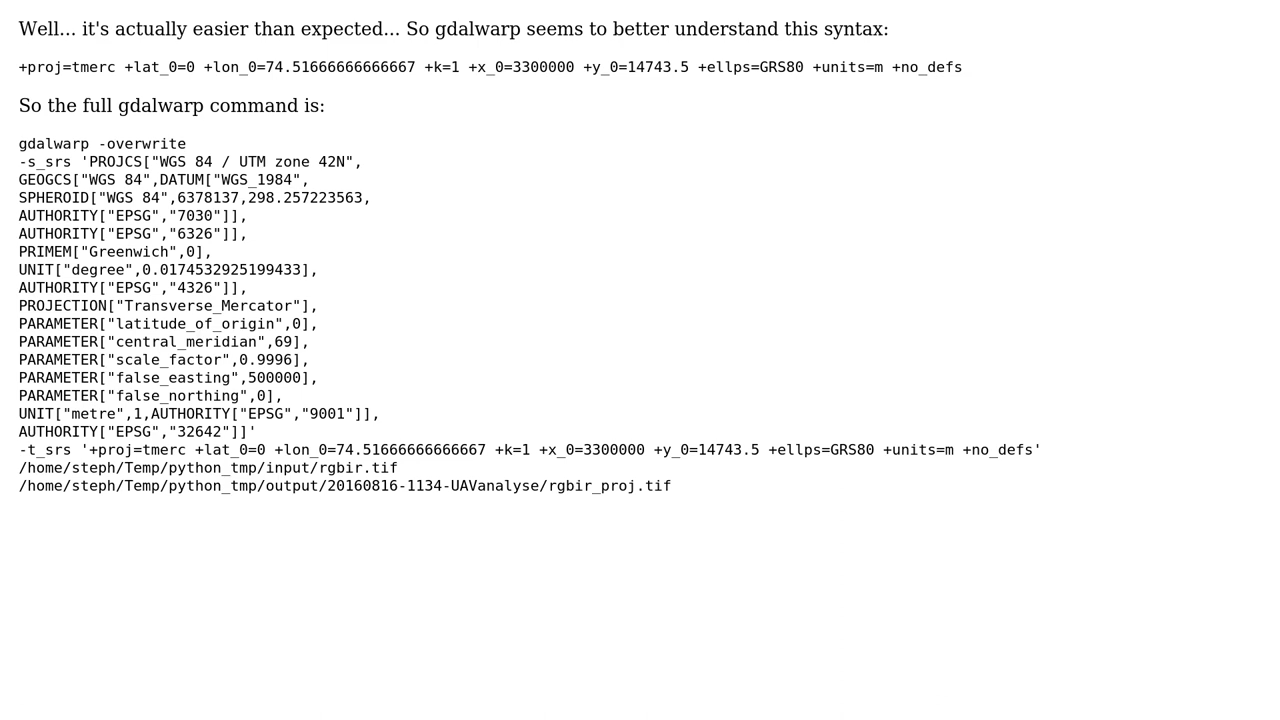 Well... it's actually easier than expected... So gdalwarp seems to better understand this syntax:
+proj=tmerc +lat_0=0 +lon_0=74.51666666666667 +k=1 +x_0=3300000 +y_0=14743.5 +ellps=GRS80 +units=m +no_defs
So the full gdalwarp command is:
gdalwarp -overwrite
-s_srs 'PROJCS["WGS 84 / UTM zone 42N",
GEOGCS["WGS 84",DATUM["WGS_1984",
SPHEROID["WGS 84",6378137,298.257223563,
AUTHORITY["EPSG","7030"]],
AUTHORITY["EPSG","6326"]],
PRIMEM["Greenwich",0],
UNIT["degree",0.0174532925199433],
AUTHORITY["EPSG","4326"]],
PROJECTION["Transverse_Mercator"],
PARAMETER["latitude_of_origin",0],
PARAMETER["central_meridian",69],
PARAMETER["scale_factor",0.9996],
PARAMETER["false_easting",500000],
PARAMETER["false_northing",0],
UNIT["metre",1,AUTHORITY["EPSG","9001"]],
AUTHORITY["EPSG","32642"]]'
-t_srs '+proj=tmerc +lat_0=0 +lon_0=74.51666666666667 +k=1 +x_0=3300000 +y_0=14743.5 +ellps=GRS80 +units=m +no_defs'
/home/steph/Temp/python_tmp/input/rgbir.tif
/home/steph/Temp/python_tmp/output/20160816-1134-UAVanalyse/rgbir_proj.tif